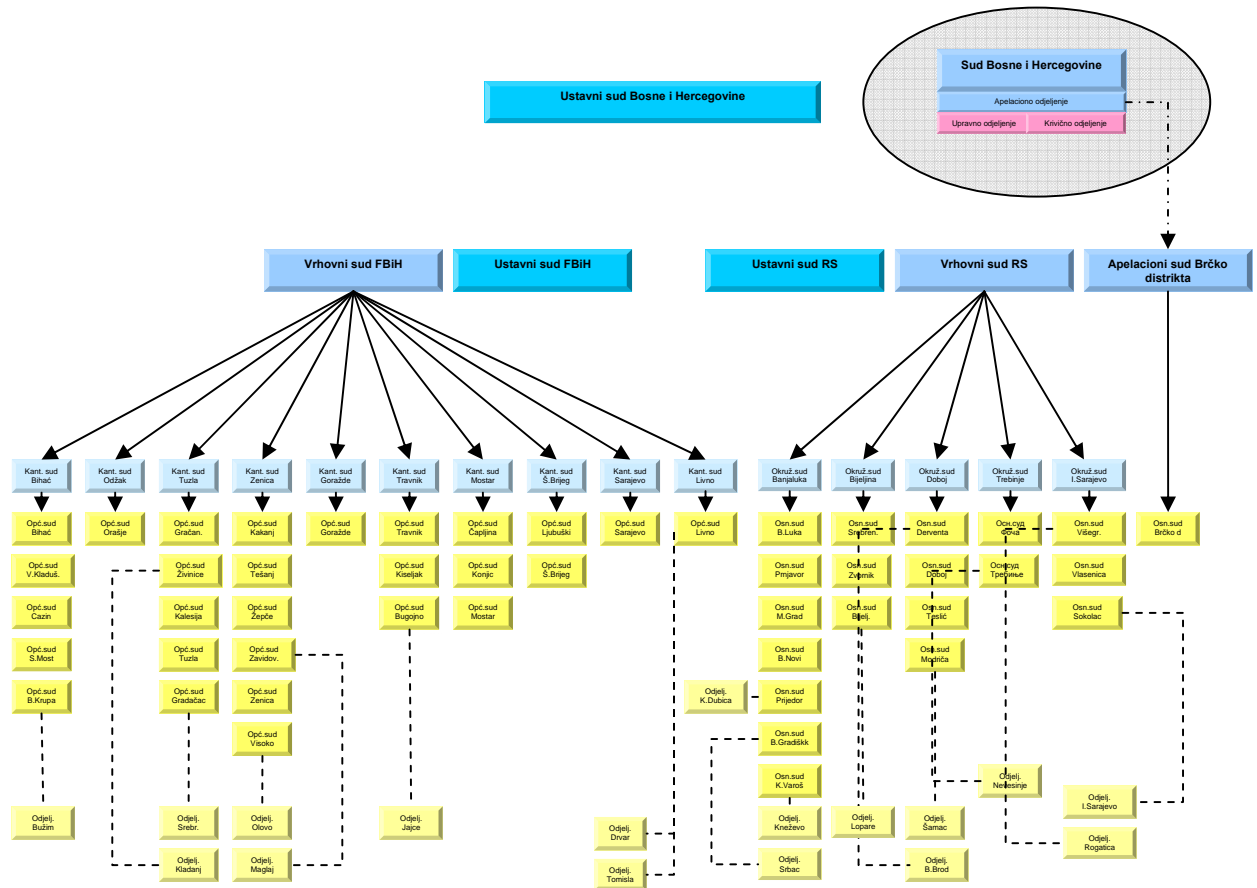 Sud Bosne i Hercegovine
Apelaciono odjeljenje
Upravno odjeljenje
Krivično odjeljenje
Ustavni sud Bosne i Hercegovine
Vrhovni sud FBiH
Ustavni sud FBiH
Ustavni sud RS
Vrhovni sud RS
Apelacioni sud Brčko
distrikta
Kant. sud
Bihać
Kant. sud
Odžak
Kant. sud
Tuzla
Kant. sud
Zenica
Kant. sud
Goražde
Kant. sud
Travnik
Kant. sud
Mostar
Kant. sud
Š.Brijeg
Kant. sud
Sarajevo
Kant. sud
Livno
Okruž.sud
Banjaluka
Okruž.sud
Bijeljina
Okruž.sud
Doboj
Okruž.sud
Trebinje
Okruž.sud
I.Sarajevo
Opć.sud
Bihać
Opć.sud
Orašje
Opć.sud
Gračan.
Opć.sud
Kakanj
Opć.sud
Goražde
Opć.sud
Travnik
Opć.sud
Čapljina
Opć.sud
Ljubuški
Opć.sud
Sarajevo
Opć.sud
Livno
Osn.sud
B.Luka
Osn.sud
Srebren.
Osn.sud
Derventa
Осн.суд
Фоча
Osn.sud
Višegr.
Osn.sud
Brčko d
Opć.sud
V.Kladuš.
Opć.sud
Živinice
Opć.sud
Tešanj
Opć.sud
Kiseljak
Opć.sud
Konjic
Opć.sud
Š.Brijeg
Osn.sud
Prnjavor
Osn.sud
Zvornik
Osn.sud
Doboj
Осн.суд
Требиње
Osn.sud
Vlasenica
Opć.sud
Cazin
Opć.sud
Kalesija
Opć.sud
Žepče
Opć.sud
Bugojno
Opć.sud
Mostar
Osn.sud
M.Grad
Osn.sud
Bijelj.
Osn.sud
Teslić
Osn.sud
Sokolac
Opć.sud
S.Most
Opć.sud
Tuzla
Opć.sud
Zavidov.
Osn.sud
B.Novi
Osn.sud
Modriča
Opć.sud
B.Krupa
Opć.sud
Gradačac
Opć.sud
Zenica
Odjelj.
K.Dubica
Osn.sud
Prijedor
Opć.sud
Visoko
Osn.sud
B.Gradiškk
Osn.sud
K.Varoš
Odjelj.
Nevesinje
Odjelj.
I.Sarajevo
Odjelj.
Bužim
Odjelj.
Srebr.
Odjelj.
Olovo
Odjelj.
Jajce
Odjelj.
Drvar
Odjelj.
Kneževo
Odjelj.
Lopare
Odjelj.
Šamac
Odjelj.
Rogatica
Odjelj.
Kladanj
Odjelj.
Maglaj
Odjelj.
Tomisla
Odjelj.
Srbac
Odjelj.
B.Brod